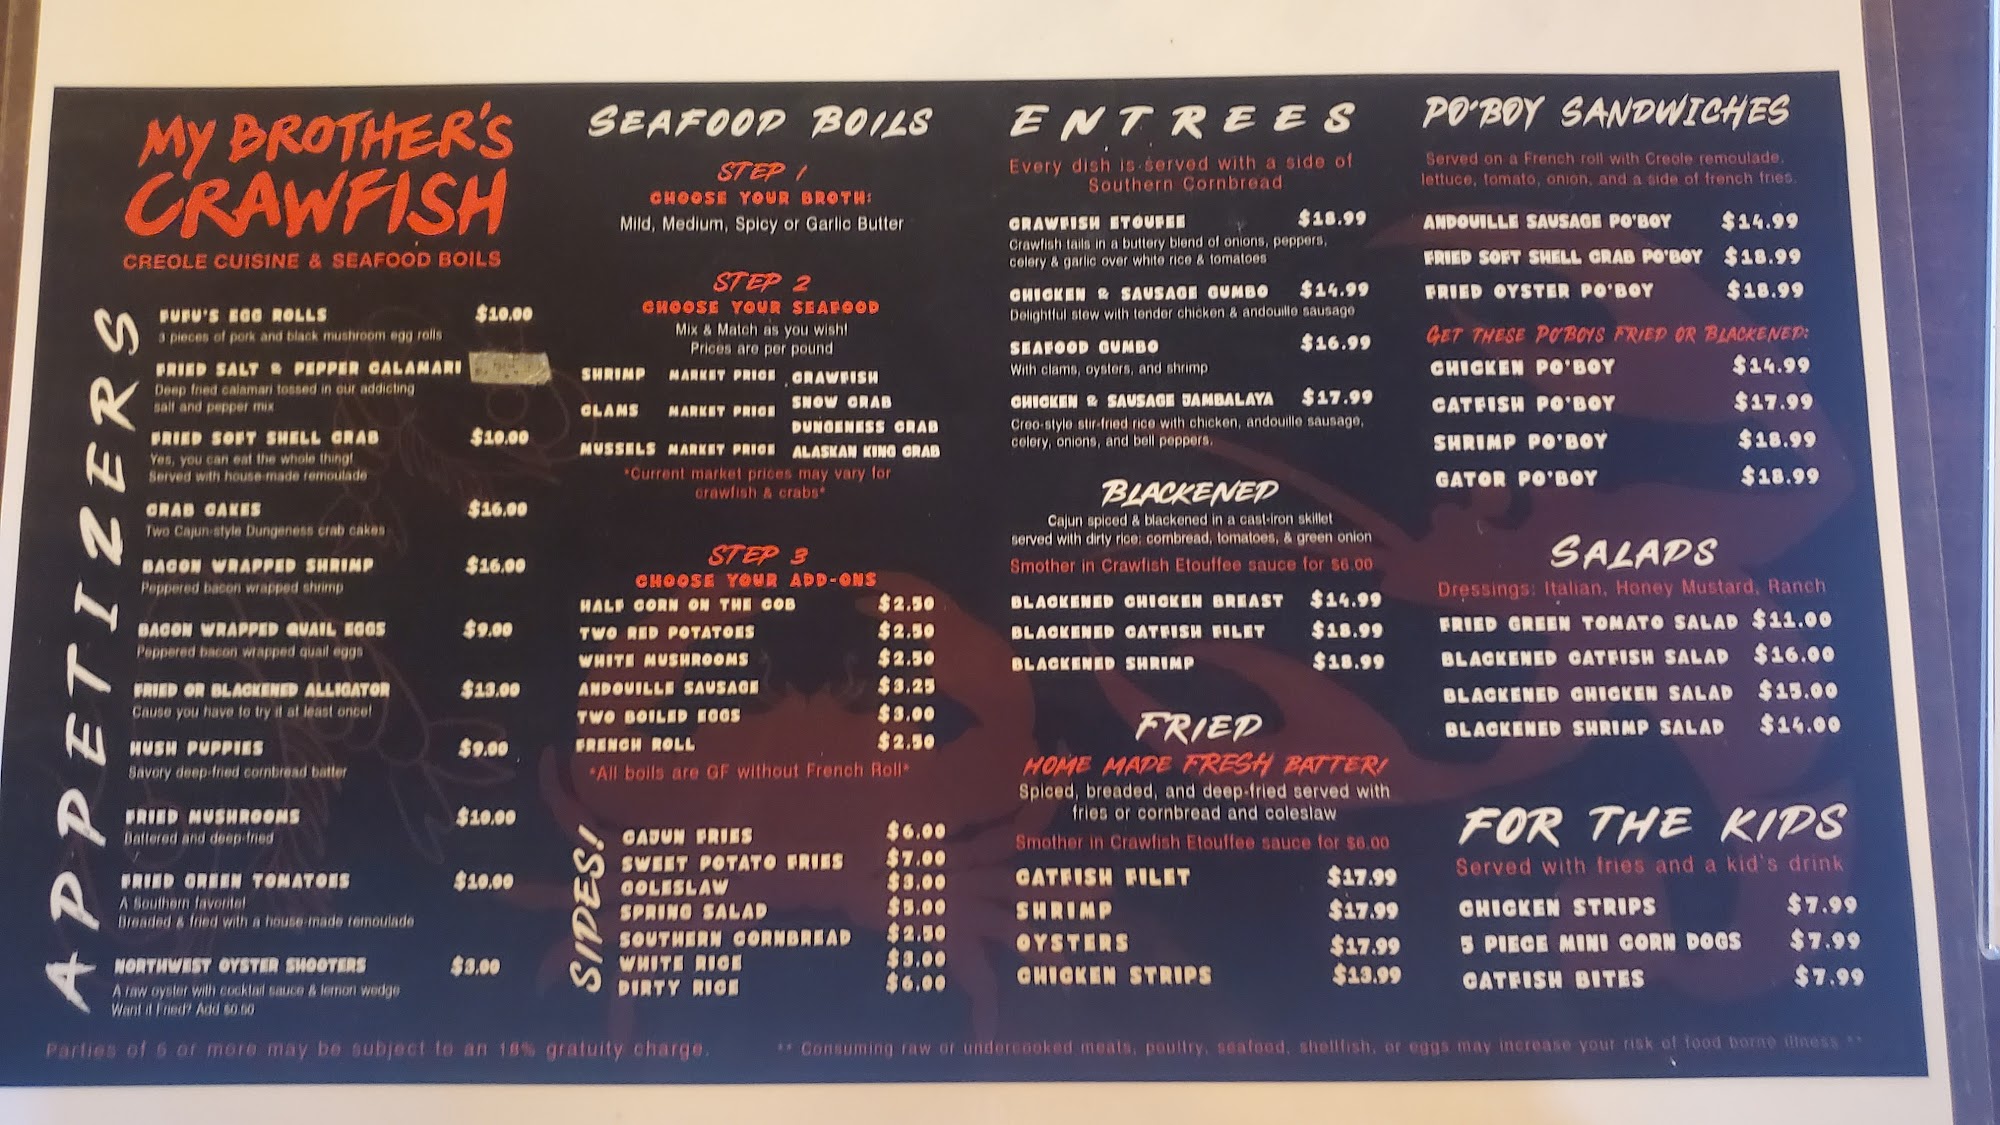 My Brother's
Crawfish
CREOLE CUISINE & SEAFOOD BOILS
APPETIZERS
FUFU'S EGG ROLLS $10.00
3 pieces of pork and black mushroom egg rolls
FRIED SALT & PEPPER CALAMARI
Deep fried calamari tossed in our addicting
salt and pepper mix
FRIED SOFT SHELL CRAB $10.00
Yes, you can eat the whole thing!
Served with house-made remoulade
CRAB CAKES $16.00
Two Cajun-style Dungeness crab cakes
BACON WRAPPED SHRIMP $16.00
Peppered bacon wrapped shrimp
BACON WRAPPED QUAIL EGGS $9.00
Peppered bacon wrapped quail eggs
FRIED OR BLACKENED ALLIGATOR $13.00
Cause you have to try it at least once!
HUSH PUPPIES $9.00
Savory deep-fried cornbread batter
FRIED MUSHROOMS $10.00
Battered and deep-fried
FRIED GREEN TOMATOES $10.00
A Southern favorite!
Breaded & fried with a house-made remoulade
NORTHWEST OYSTER SHOOTERS $3.00
A raw oyster with cocktail sauce & lemon wedge
Want it Fried? Add $0.50
SEAFOOD BOILS
STEP 1
CHOOSE YOUR BROTH:
Mild, Medium, Spicy or Garlic Butter
STEP 2
CHOOSE YOUR SEAFOOD
Mix & Match as you wish!
Prices are per pound
SHRIMP MARKET PRICE CRAWFISH
SNOW CRAB
CLAMS MARKET PRICE
DUNGENESS CRAB
MUSSELS MARKET PRICE ALASKAN KING CRAB
*Current market prices may vary for
crawfish & crabs*
STEP 3
CHOOSE YOUR ADD-ONS
HALF CORN ON THE COB $2.50
TWO RED POTATOES $2.50
WHITE MUSHROOMS $2.50
ANDOUILLE SAUSAGE $3.25
TWO BOILED EGGS $3.00
FRENCH ROLL $2.50
*All boils are GF without French Roll*
SIDES!
CAJUN FRIES $6.00
SWEET POTATO FRIES $7.00
COLESLAW $3.00
SPRING SALAD $5.00
SOUTHERN CORNBREAD $2.50
WHITE RICE $3.00
DIRTY RICE $6.00
ENTREES
Every dish is served with a side of
Southern Cornbread
CRAWFISH ETOUFEE $18.99
Crawfish tails in a buttery blend of onions, peppers,
celery & garlic over white rice & tomatoes
CHICKEN & SAUSAGE GUMBO $14.99
Delightful stew with tender chicken & andouille sausage
SEAFOOD GUMBO $16.99
With clams, oysters, and shrimp
CHICKEN & SAUSAGE JAMBALAYA $17.99
Creo-style stir-fried rice with chicken, andouille sausage,
celery, onions, and bell peppers.
BLACKENED
Cajun spiced & blackened in a cast-iron skillet
served with dirty rice; cornbread, tomatoes, & green onion
Smother in Crawfish Etouffee sauce for $6.00
BLACKENED CHICKEN BREAST $14.99
BLACKENED CATFISH FILET $18.99
BLACKENED SHRIMP $18.99
FRIED
HOME MADE FRESH BATTER!
Spiced, breaded, and deep-fried served with
fries or cornbread and coleslaw
Smother in Crawfish Etouffee sauce for $6.00
CATFISH FILET $17.99
SHRIMP $17.99
OYSTERS $17.99
CHICKEN STRIPS $13.99
PO'BOY SANDWICHES
Served on a French roll with Creole remoulade,
lettuce, tomato, onion, and a side of french fries.
ANDOUILLE SAUSAGE PO'BOY $14.99
FRIED SOFT SHELL CRAB PO'BOY $18.99
FRIED OYSTER PO'BOY $18.99
GET THESE PO'BOYS FRIED OR BLACKENED:
CHICKEN PO'BOY $14.99
CATFISH PO'BOY $17.99
SHRIMP PO'BOY $18.99
GATOR PO'BOY $18.99
SALADS
Dressings: Italian, Honey Mustard, Ranch
FRIED GREEN TOMATO SALAD $11.00
BLACKENED CATFISH SALAD $16.00
BLACKENED CHICKEN SALAD $15.00
BLACKENED SHRIMP SALAD $14.00
FOR THE KIDS
Served with fries and a kid's drink
CHICKEN STRIPS $7.99
5 PIECE MINI CORN DOGS $7.99
CATFISH BITES $7.99
Parties of 5 or more may be subject to an 18% gratuity charge.
** Consuming raw or undercooked meats, poultry, seafood, shellfish, or eggs may increase your risk of food borne illness **